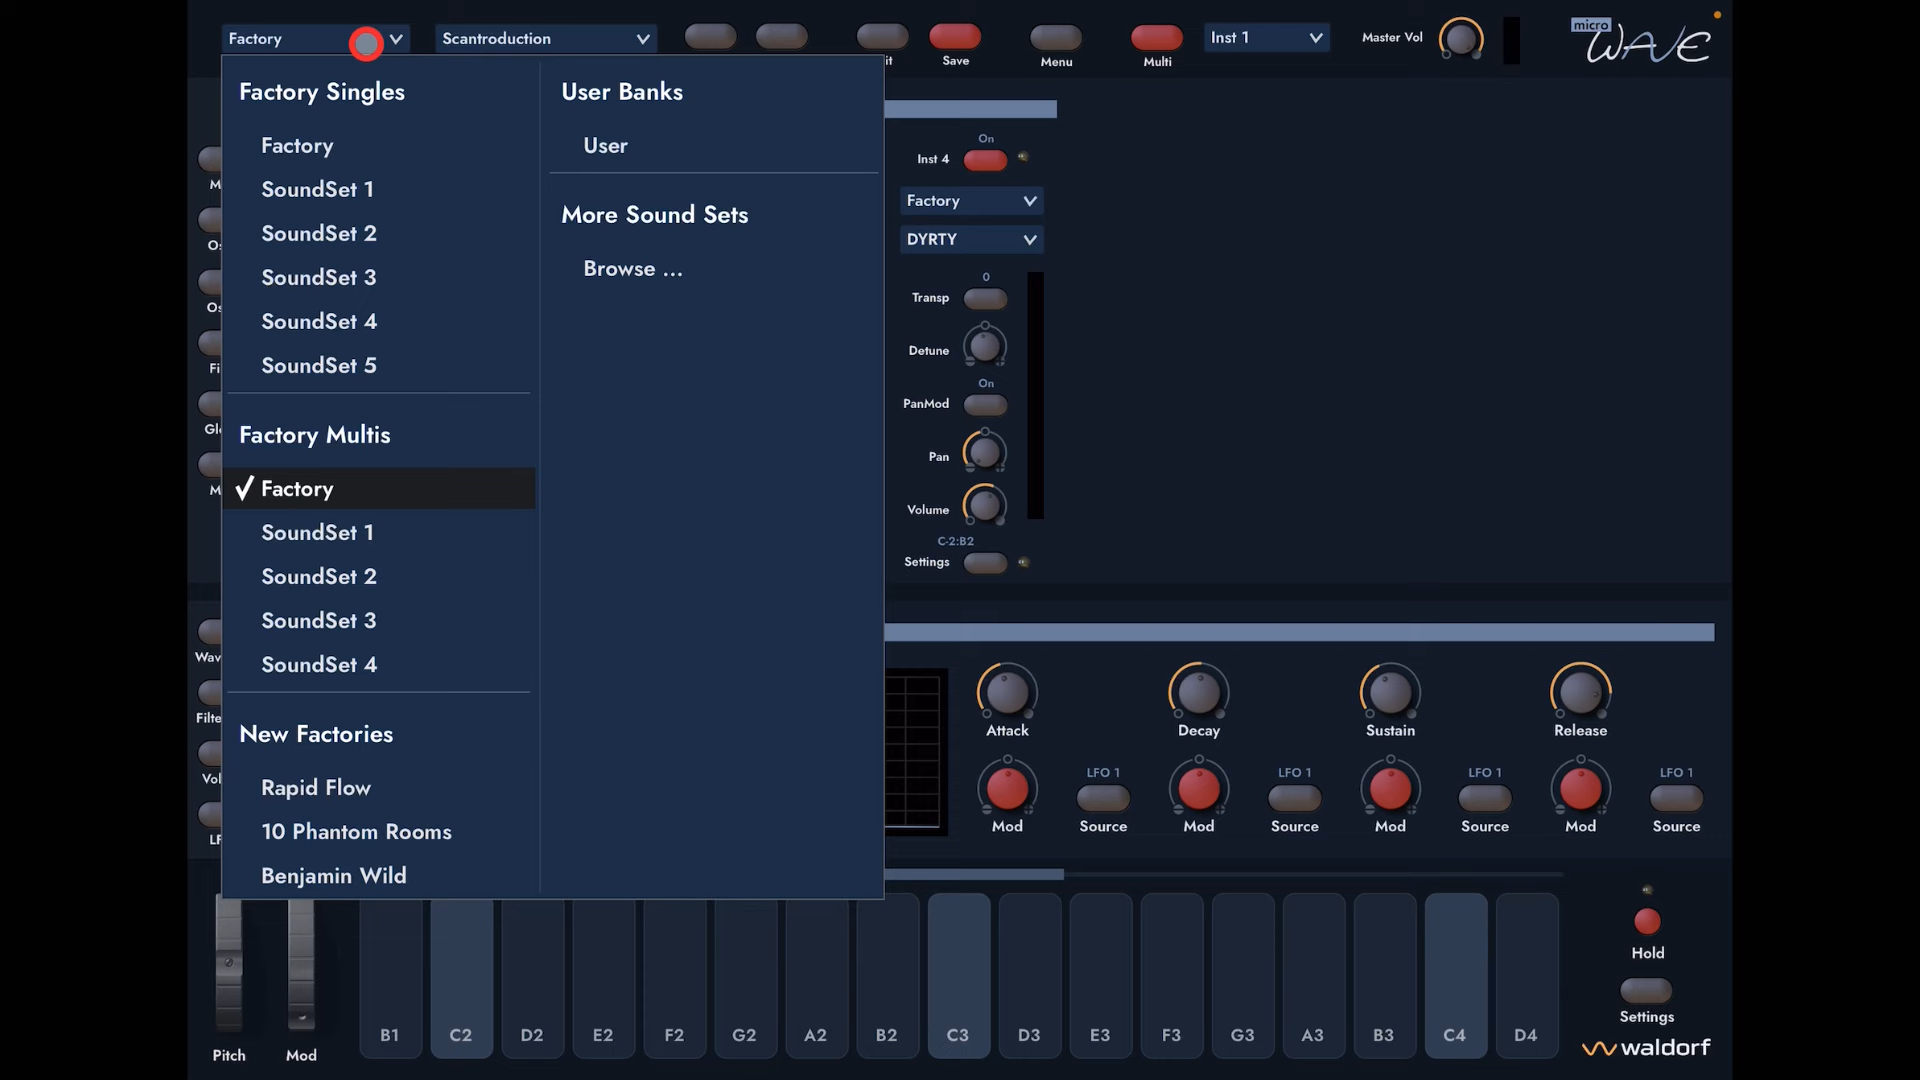 Factory
Scantroduction
Save
Menu
Multi
Inst 1
Master Vol
micro
WAVE
Factory Singles
Factory
SoundSet 1
SoundSet 2
SoundSet 3
SoundSet 4
SoundSet 5
Factory Multis
✓ Factory
SoundSet 1
SoundSet 2
SoundSet 3
SoundSet 4
New Factories
Rapid Flow
10 Phantom Rooms
Benjamin Wild
User Banks
User
More Sound Sets
Browse ...
On
Inst 4
Factory
DYRTY
0
Transp
Detune
On
PanMod
Pan
Volume
C-2:B2
Settings
Attack
Decay
Sustain
Release
LFO 1
LFO 1
LFO 1
LFO 1
Mod
Source
Mod
Source
Mod
Source
Mod
Source
Pitch
Mod
B1
C2
D2
E2
F2
G2
A2
B2
C3
D3
E3
F3
G3
A3
B3
C4
D4
Hold
Settings
waldorf